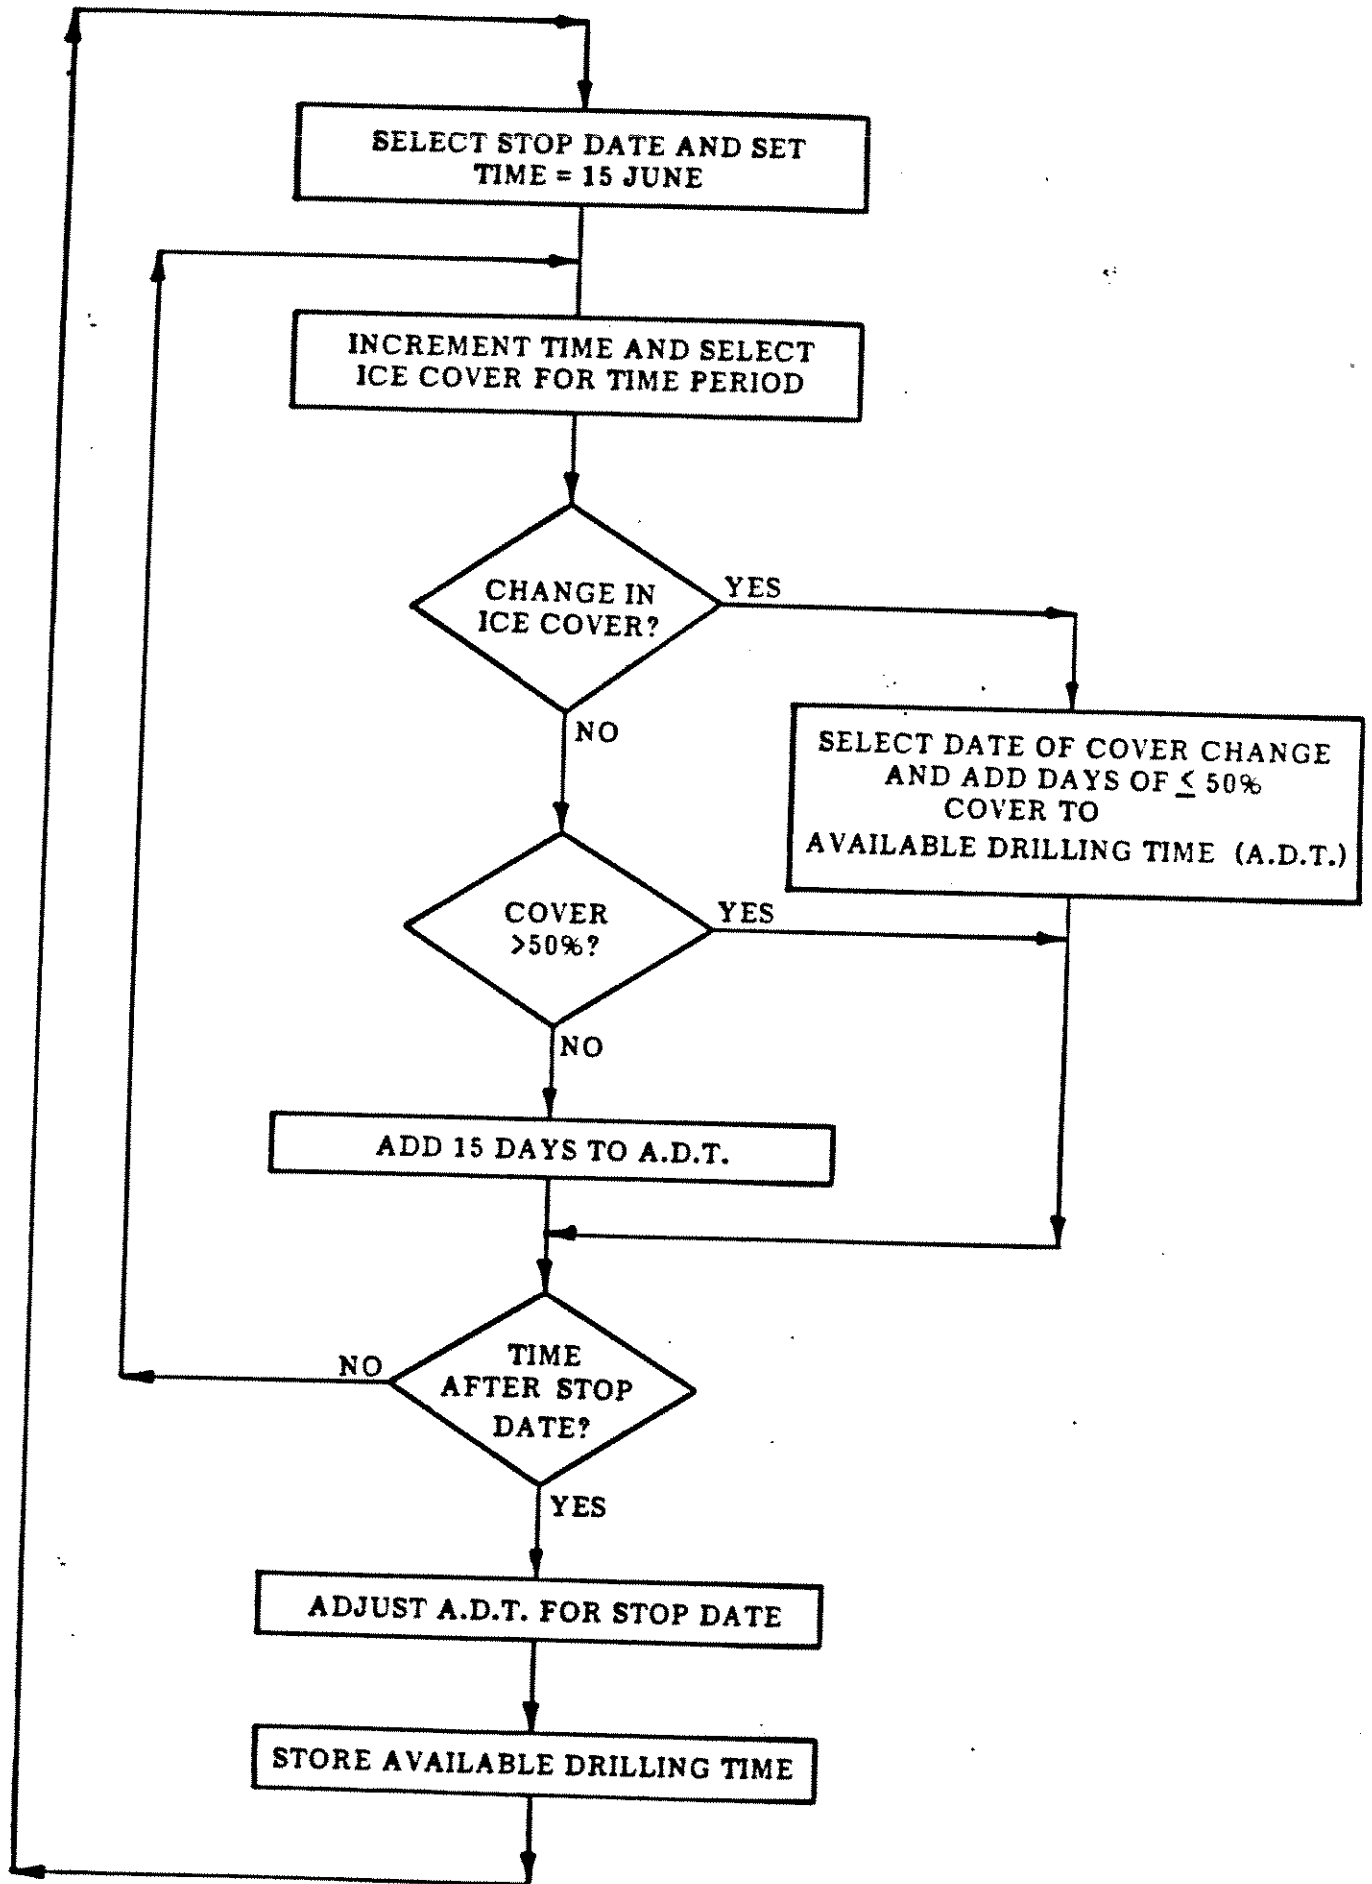 SELECT STOP DATE AND SET
TIME = 15 JUNE
INCREMENT TIME AND SELECT
ICE COVER FOR TIME PERIOD
CHANGE IN
ICE COVER?
YES
NO
SELECT DATE OF COVER CHANGE
AND ADD DAYS OF ≤ 50%
COVER TO
AVAILABLE DRILLING TIME (A.D.T.)
COVER
>50%?
YES
NO
ADD 15 DAYS TO A.D.T.
TIME
AFTER STOP
DATE?
NO
YES
ADJUST A.D.T. FOR STOP DATE
STORE AVAILABLE DRILLING TIME